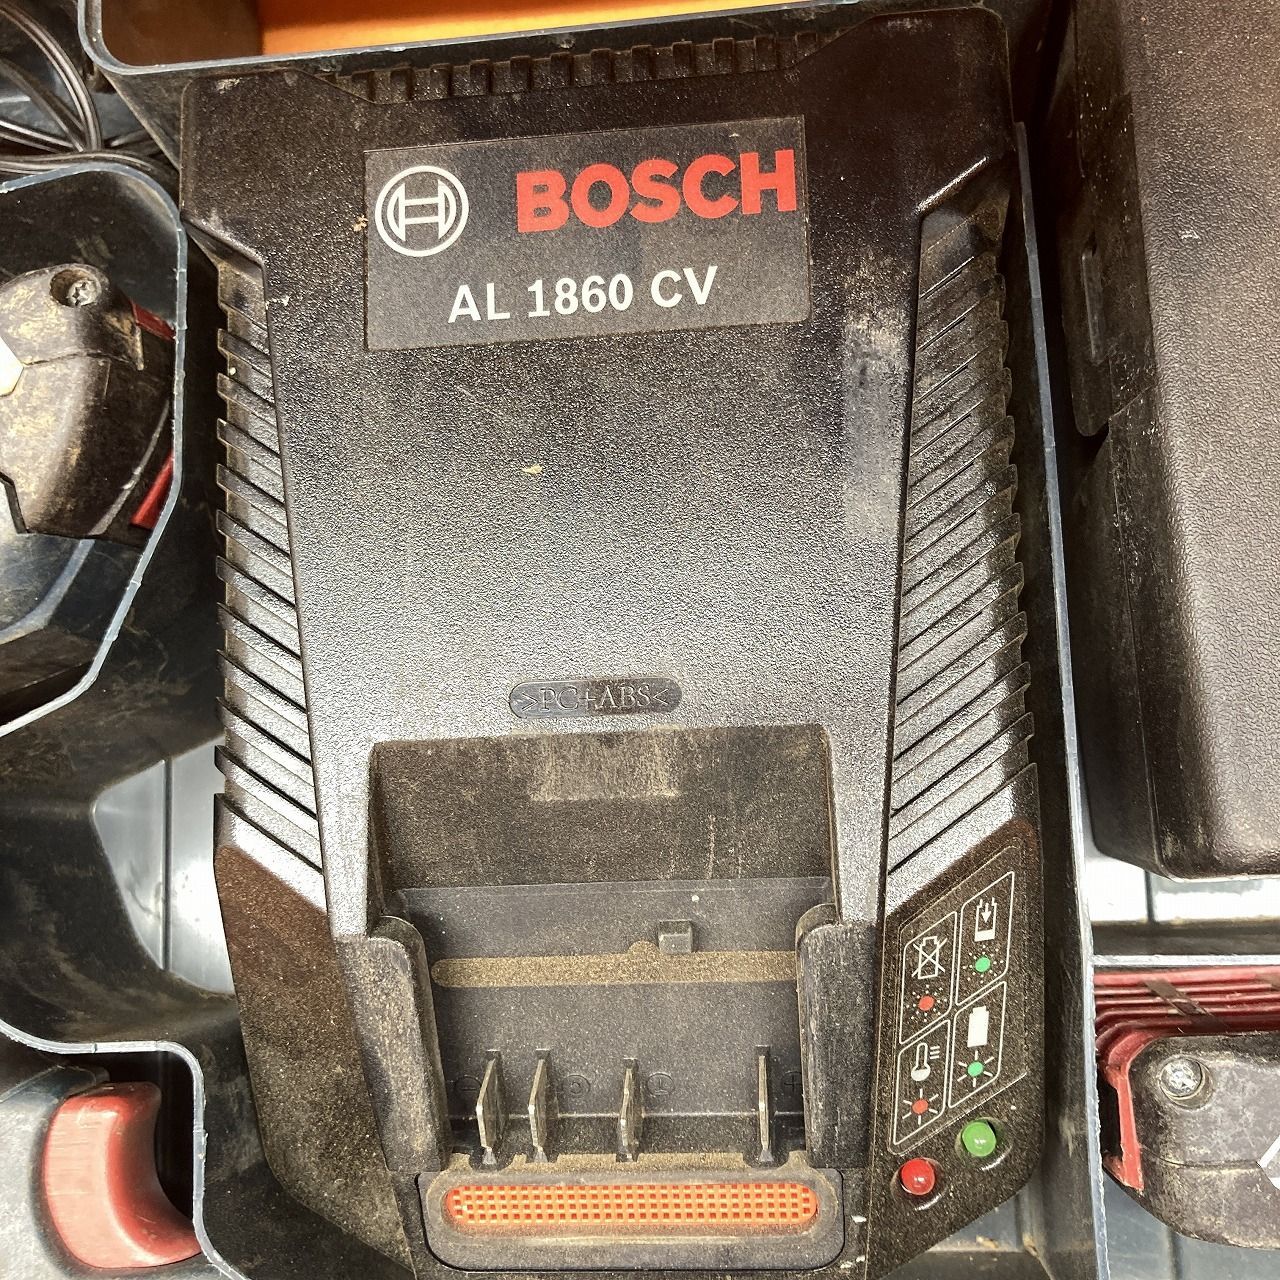 BOSCH
AL 1860 CV
>PC+ABS<